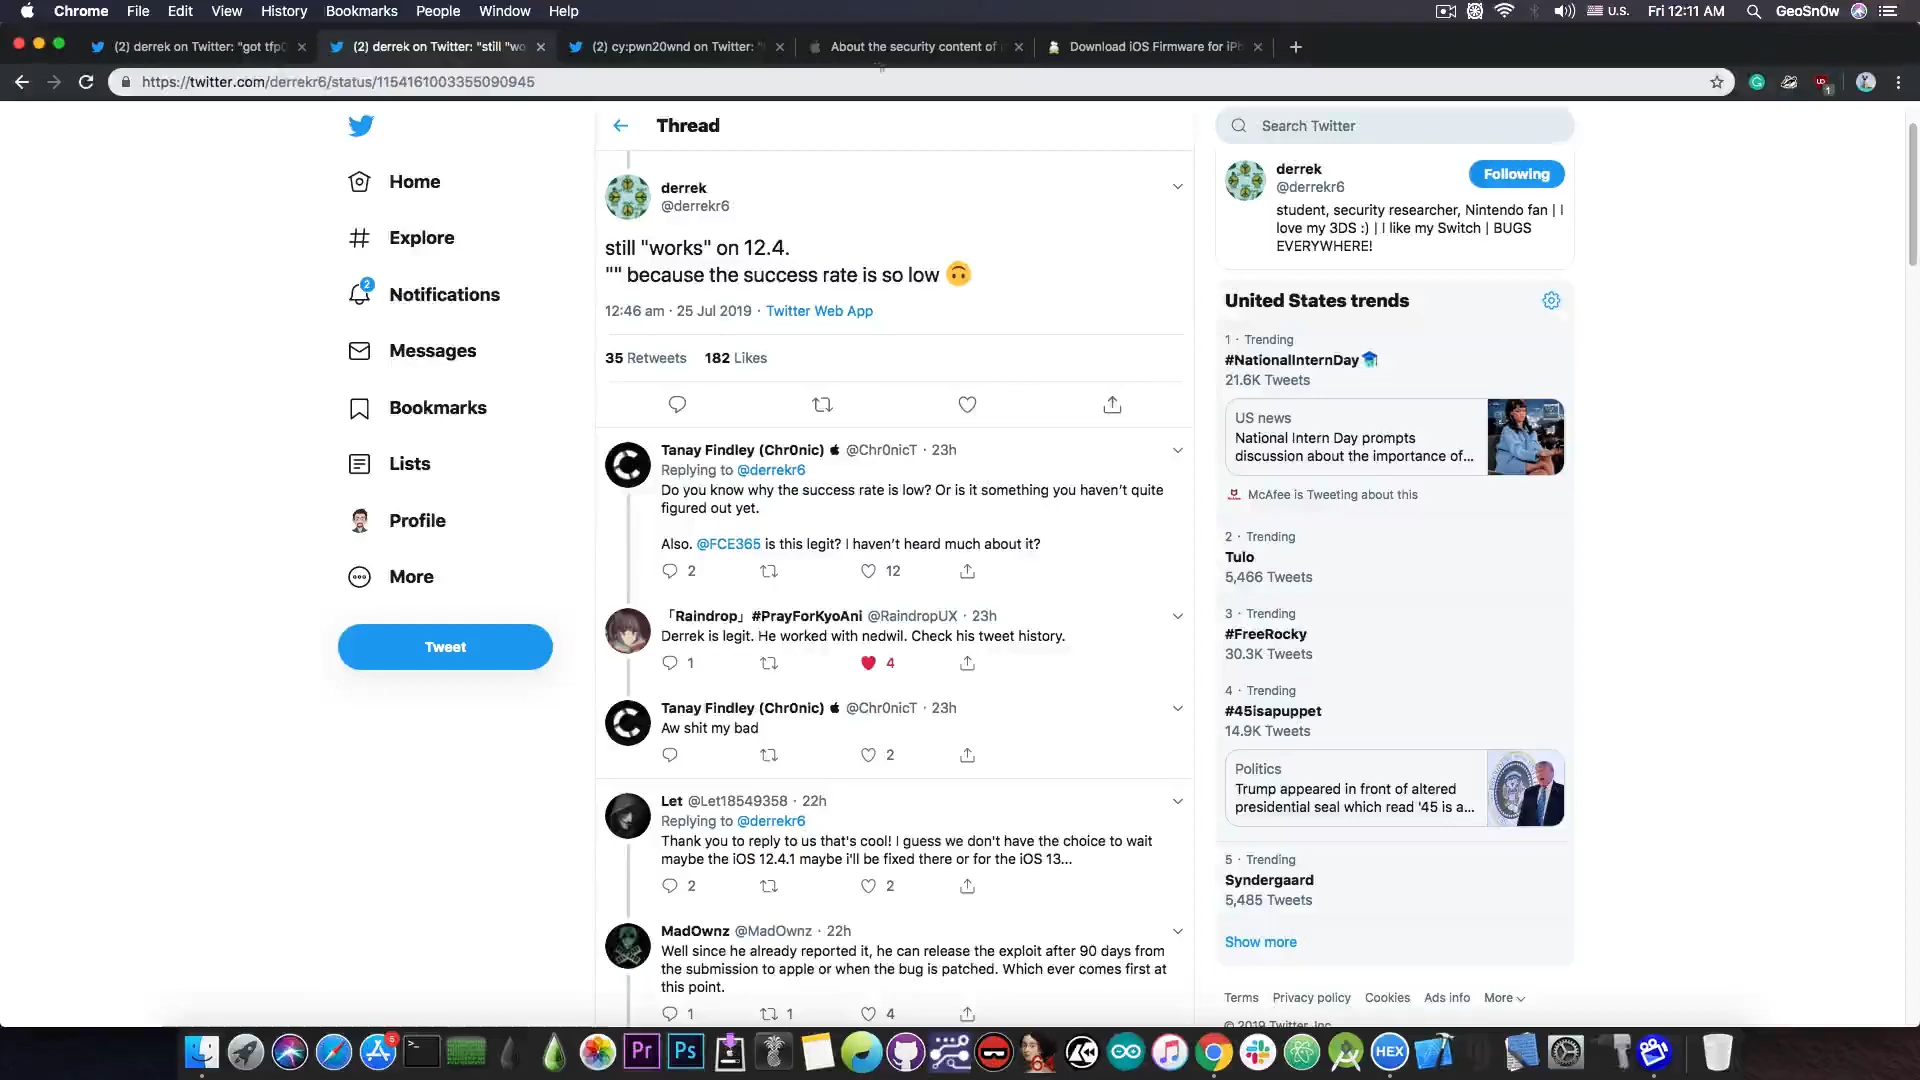 Chrome File Edit View History Bookmarks People Window Help U.S. Fri 12:11 AM GeoSn0w
(2) derrek on Twitter: "got tfp0
(2) derrek on Twitter: "still "wo
(2) cy:pwn20wnd on Twitter: "
About the security content of
Download iOS Firmware for iPh
https://twitter.com/derrekr6/status/1154161003355090945
Home
Explore
2
Notifications
Messages
Bookmarks
Lists
Profile
More
Tweet
Thread
derrek
@derrekr6
still "works" on 12.4.
"" because the success rate is so low 🙃
12:46 am · 25 Jul 2019 · Twitter Web App
35 Retweets 182 Likes
Tanay Findley (Chr0nic) @Chr0nicT · 23h
Replying to @derrekr6
Do you know why the success rate is low? Or is it something you haven't quite
figured out yet.
Also. @FCE365 is this legit? I haven't heard much about it?
2 12
「Raindrop」 #PrayForKyoAni @RaindropUX · 23h
Derrek is legit. He worked with nedwil. Check his tweet history.
1 4
Tanay Findley (Chr0nic) @Chr0nicT · 23h
Aw shit my bad
2
Let @Let18549358 · 22h
Replying to @derrekr6
Thank you to reply to us that's cool! I guess we don't have the choice to wait
maybe the iOS 12.4.1 maybe i'll be fixed there or for the iOS 13...
2 2
MadOwnz @MadOwnz · 22h
Well since he already reported it, he can release the exploit after 90 days from
the submission to apple or when the bug is patched. Which ever comes first at
this point.
1 1 4
Search Twitter
derrek
@derrekr6
Following
student, security researcher, Nintendo fan | I
love my 3DS :) | I like my Switch | BUGS
EVERYWHERE!
United States trends
1 · Trending
#NationalInternDay
21.6K Tweets
US news
National Intern Day prompts
discussion about the importance of...
McAfee is Tweeting about this
2 · Trending
Tulo
5,466 Tweets
3 · Trending
#FreeRocky
30.3K Tweets
4 · Trending
#45isapuppet
14.9K Tweets
Politics
Trump appeared in front of altered
presidential seal which read '45 is a...
5 · Trending
Syndergaard
5,485 Tweets
Show more
Terms Privacy policy Cookies Ads info More
© 2019 Twitter, Inc.
Pr Ps HEX